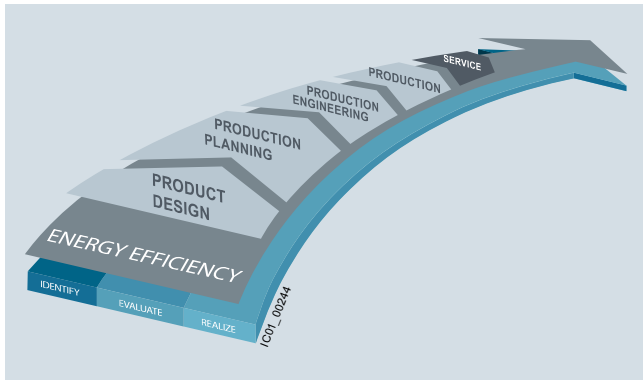 SERVICE
PRODUCTION
PRODUCTION
ENGINEERING
PRODUCTION
PLANNING
PRODUCT
DESIGN
ENERGY EFFICIENCY
IDENTIFY
EVALUATE
REALIZE
IC01_00244